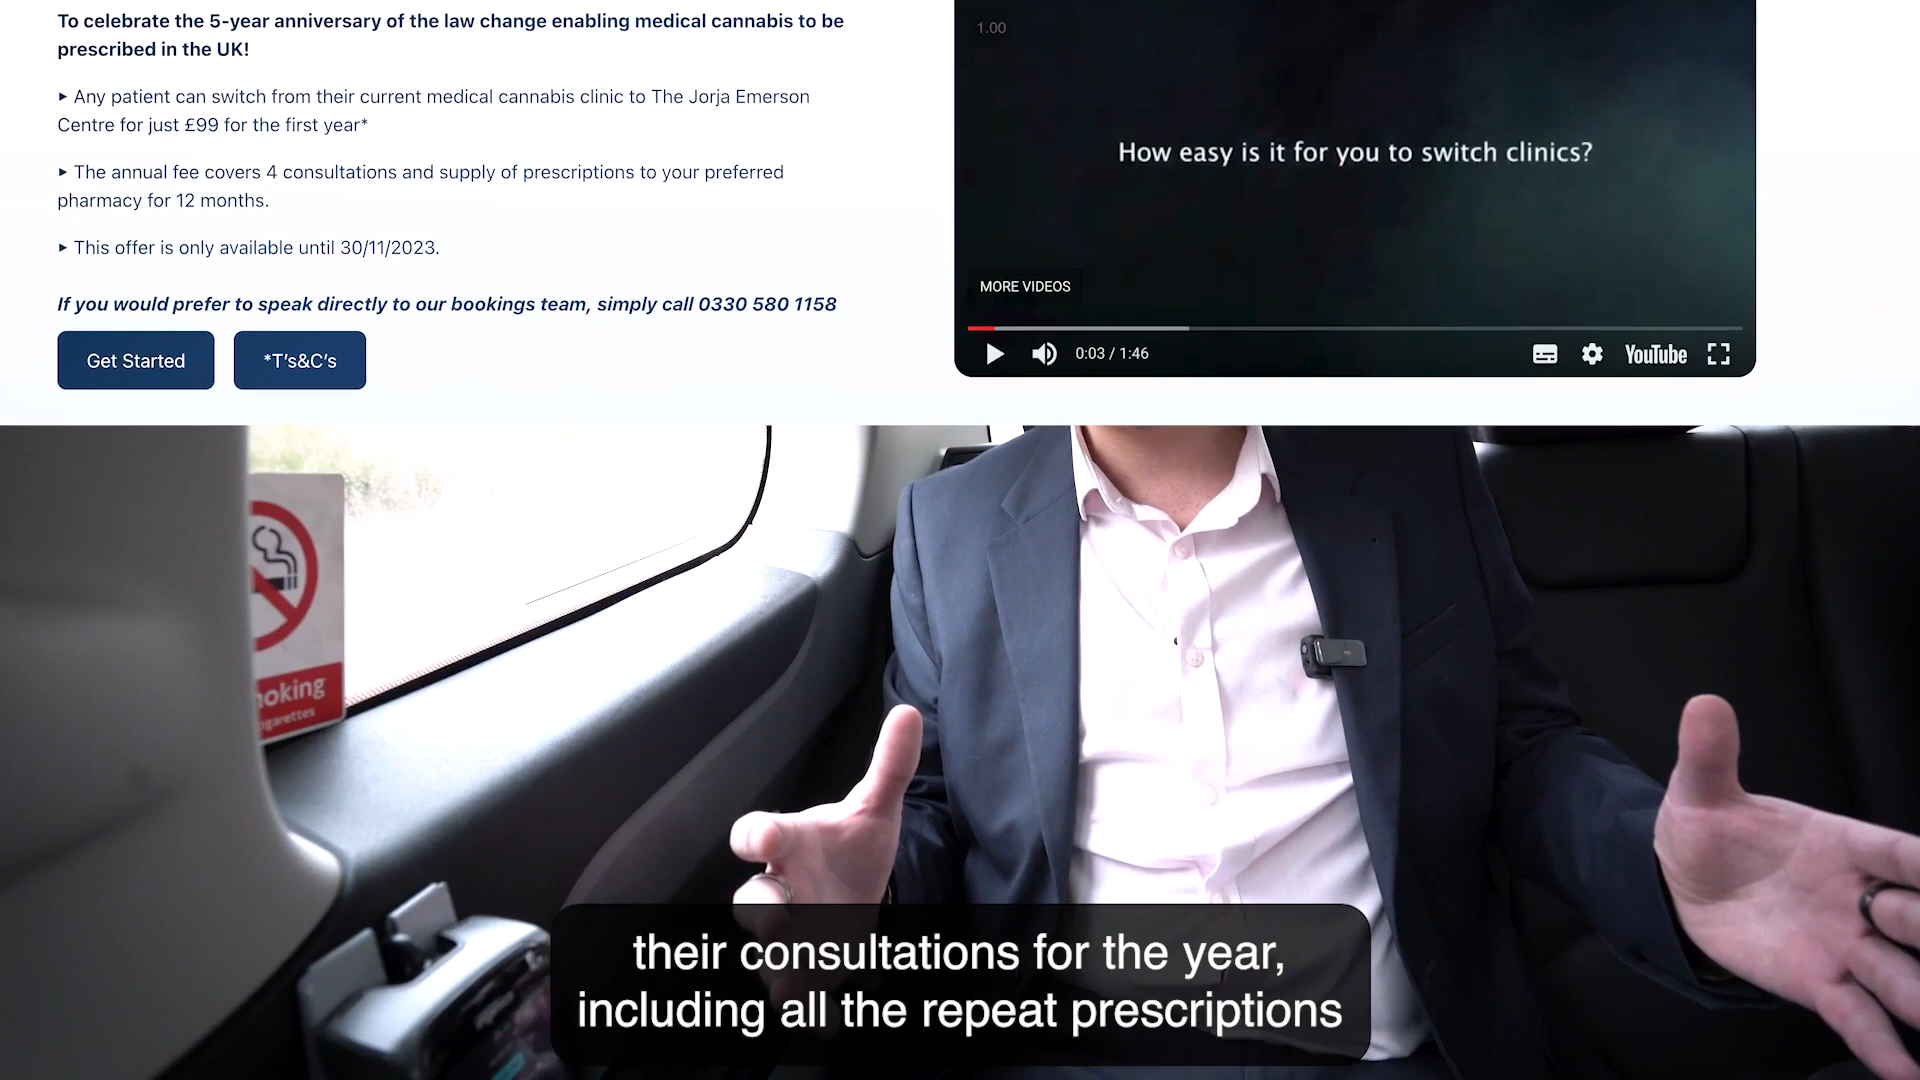 To celebrate the 5-year anniversary of the law change enabling medical cannabis to be
prescribed in the UK!
‣ Any patient can switch from their current medical cannabis clinic to The Jorja Emerson
Centre for just £99 for the first year*
‣ The annual fee covers 4 consultations and supply of prescriptions to your preferred
pharmacy for 12 months.
‣ This offer is only available until 30/11/2023.
If you would prefer to speak directly to our bookings team, simply call 0330 580 1158
Get Started
*T's&C's
1.00
How easy is it for you to switch clinics?
MORE VIDEOS
0:03 / 1:46
YouTube
moking
igarettes
their consultations for the year,
including all the repeat prescriptions